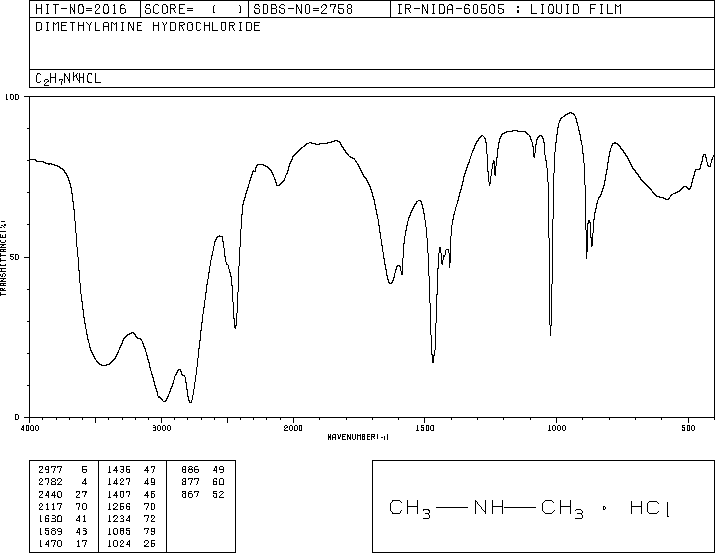 HIT-NO=2016 SCORE= ( ) SDBS-NO=2758 IR-NIDA-60505 : LIQUID FILM
DIMETHYLAMINE HYDROCHLORIDE
C2H7N*HCL
100
TRANSMITTANCE(%)
50
0
4000 3000 2000 1500 1000 500
WAVENUMBER(-1)
2977 5 1436 47 886 49
2782 4 1427 49 877 60
2440 27 1407 46 867 52
2117 70 1256 70
1630 41 1234 72
1589 43 1085 79
1470 17 1024 25
CH3—NH—CH3 • HCl